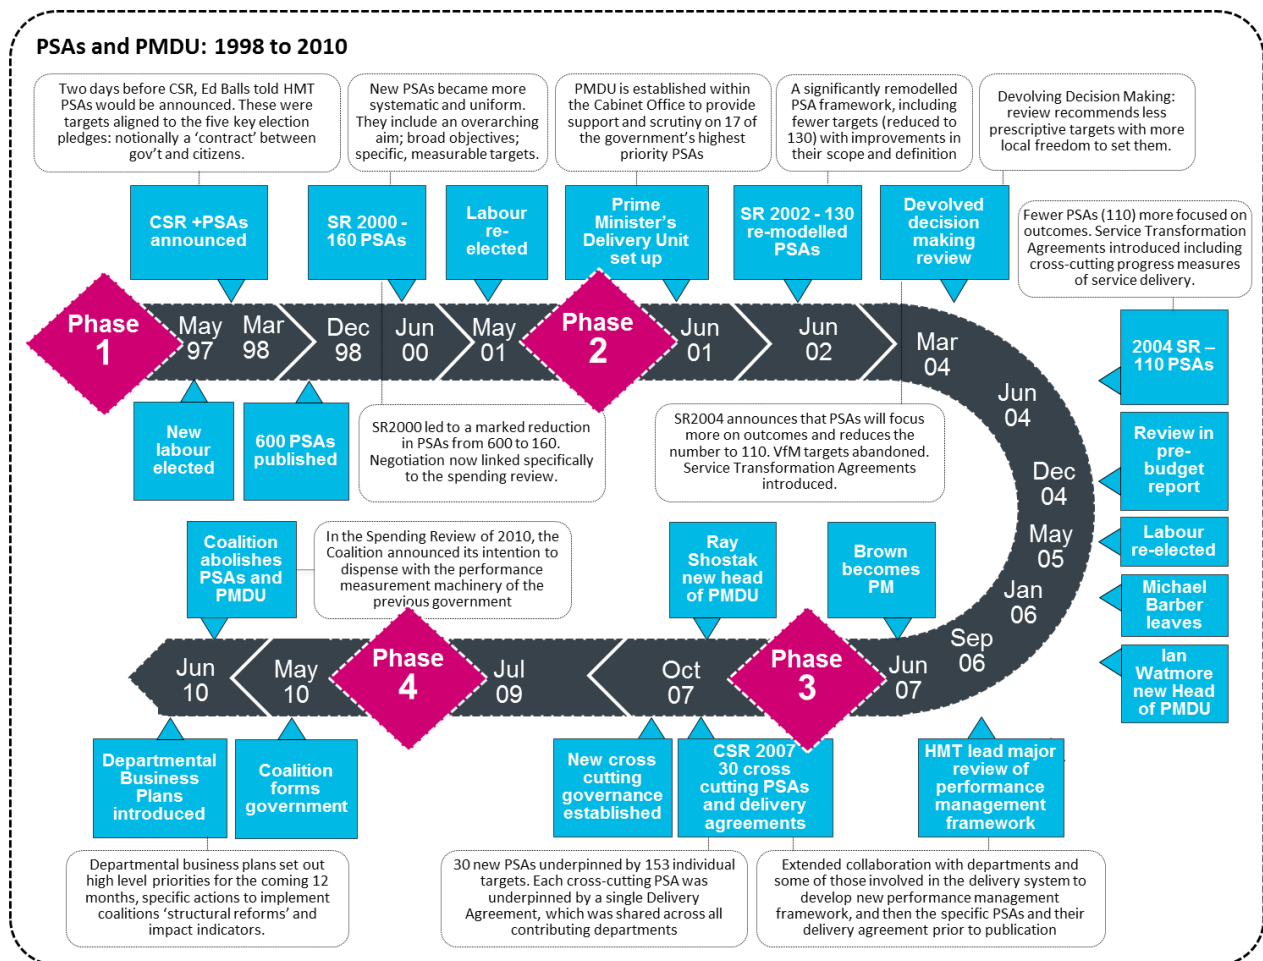 PSAs and PMDU: 1998 to 2010
Two days before CSR, Ed Balls told HMT
PSAs would be announced. These were
targets aligned to the five key election
pledges: notionally a ‘contract’ between
gov’t and citizens.
New PSAs became more
systematic and uniform.
They include an overarching
aim; broad objectives;
specific, measurable targets.
PMDU is established within
the Cabinet Office to provide
support and scrutiny on 17 of
the government’s highest
priority PSAs
A significantly remodelled
PSA framework, including
fewer targets (reduced to
130) with improvements in
their scope and definition
Devolving Decision Making:
review recommends less
prescriptive targets with more
local freedom to set them.
CSR +PSAs
announced
SR 2000 -
160 PSAs
Labour
re-
elected
Prime
Minister’s
Delivery Unit
set up
SR 2002 - 130
re-modelled
PSAs
Devolved
decision
making
review
Fewer PSAs (110) more focused on
outcomes. Service Transformation
Agreements introduced including
cross-cutting progress measures
of service delivery.
Phase
1
May
97
Mar
98
Dec
98
Jun
00
May
01
Phase
2
Jun
01
Jun
02
Mar
04
Jun
04
Dec
04
May
05
Jan
06
Sep
06
Jun
07
2004 SR –
110 PSAs
Review in
pre-
budget
report
Labour
re-elected
Michael
Barber
leaves
Ian
Watmore
new Head
of PMDU
New
labour
elected
600 PSAs
published
SR2000 led to a marked reduction
in PSAs from 600 to 160.
Negotiation now linked specifically
to the spending review.
SR2004 announces that PSAs will focus
more on outcomes and reduces the
number to 110. VfM targets abandoned.
Service Transformation Agreements
introduced.
Coalition
abolishes
PSAs and
PMDU
In the Spending Review of 2010, the
Coalition announced its intention to
dispense with the performance
measurement machinery of the
previous government
Ray
Shostak
new head
of PMDU
Brown
becomes
PM
Jun
10
May
10
Phase
4
Jul
09
Oct
07
Phase
3
Departmental
Business
Plans
introduced
Coalition
forms
government
New cross
cutting
governance
established
CSR 2007
30 cross
cutting PSAs
and delivery
agreements
HMT lead major
review of
performance
management
framework
Departmental business plans set out
high level priorities for the coming 12
months, specific actions to implement
coalitions ‘structural reforms’ and
impact indicators.
30 new PSAs underpinned by 153 individual
targets. Each cross-cutting PSA was
underpinned by a single Delivery
Agreement, which was shared across all
contributing departments
Extended collaboration with departments and
some of those involved in the delivery system to
develop new performance management
framework, and then the specific PSAs and their
delivery agreement prior to publication